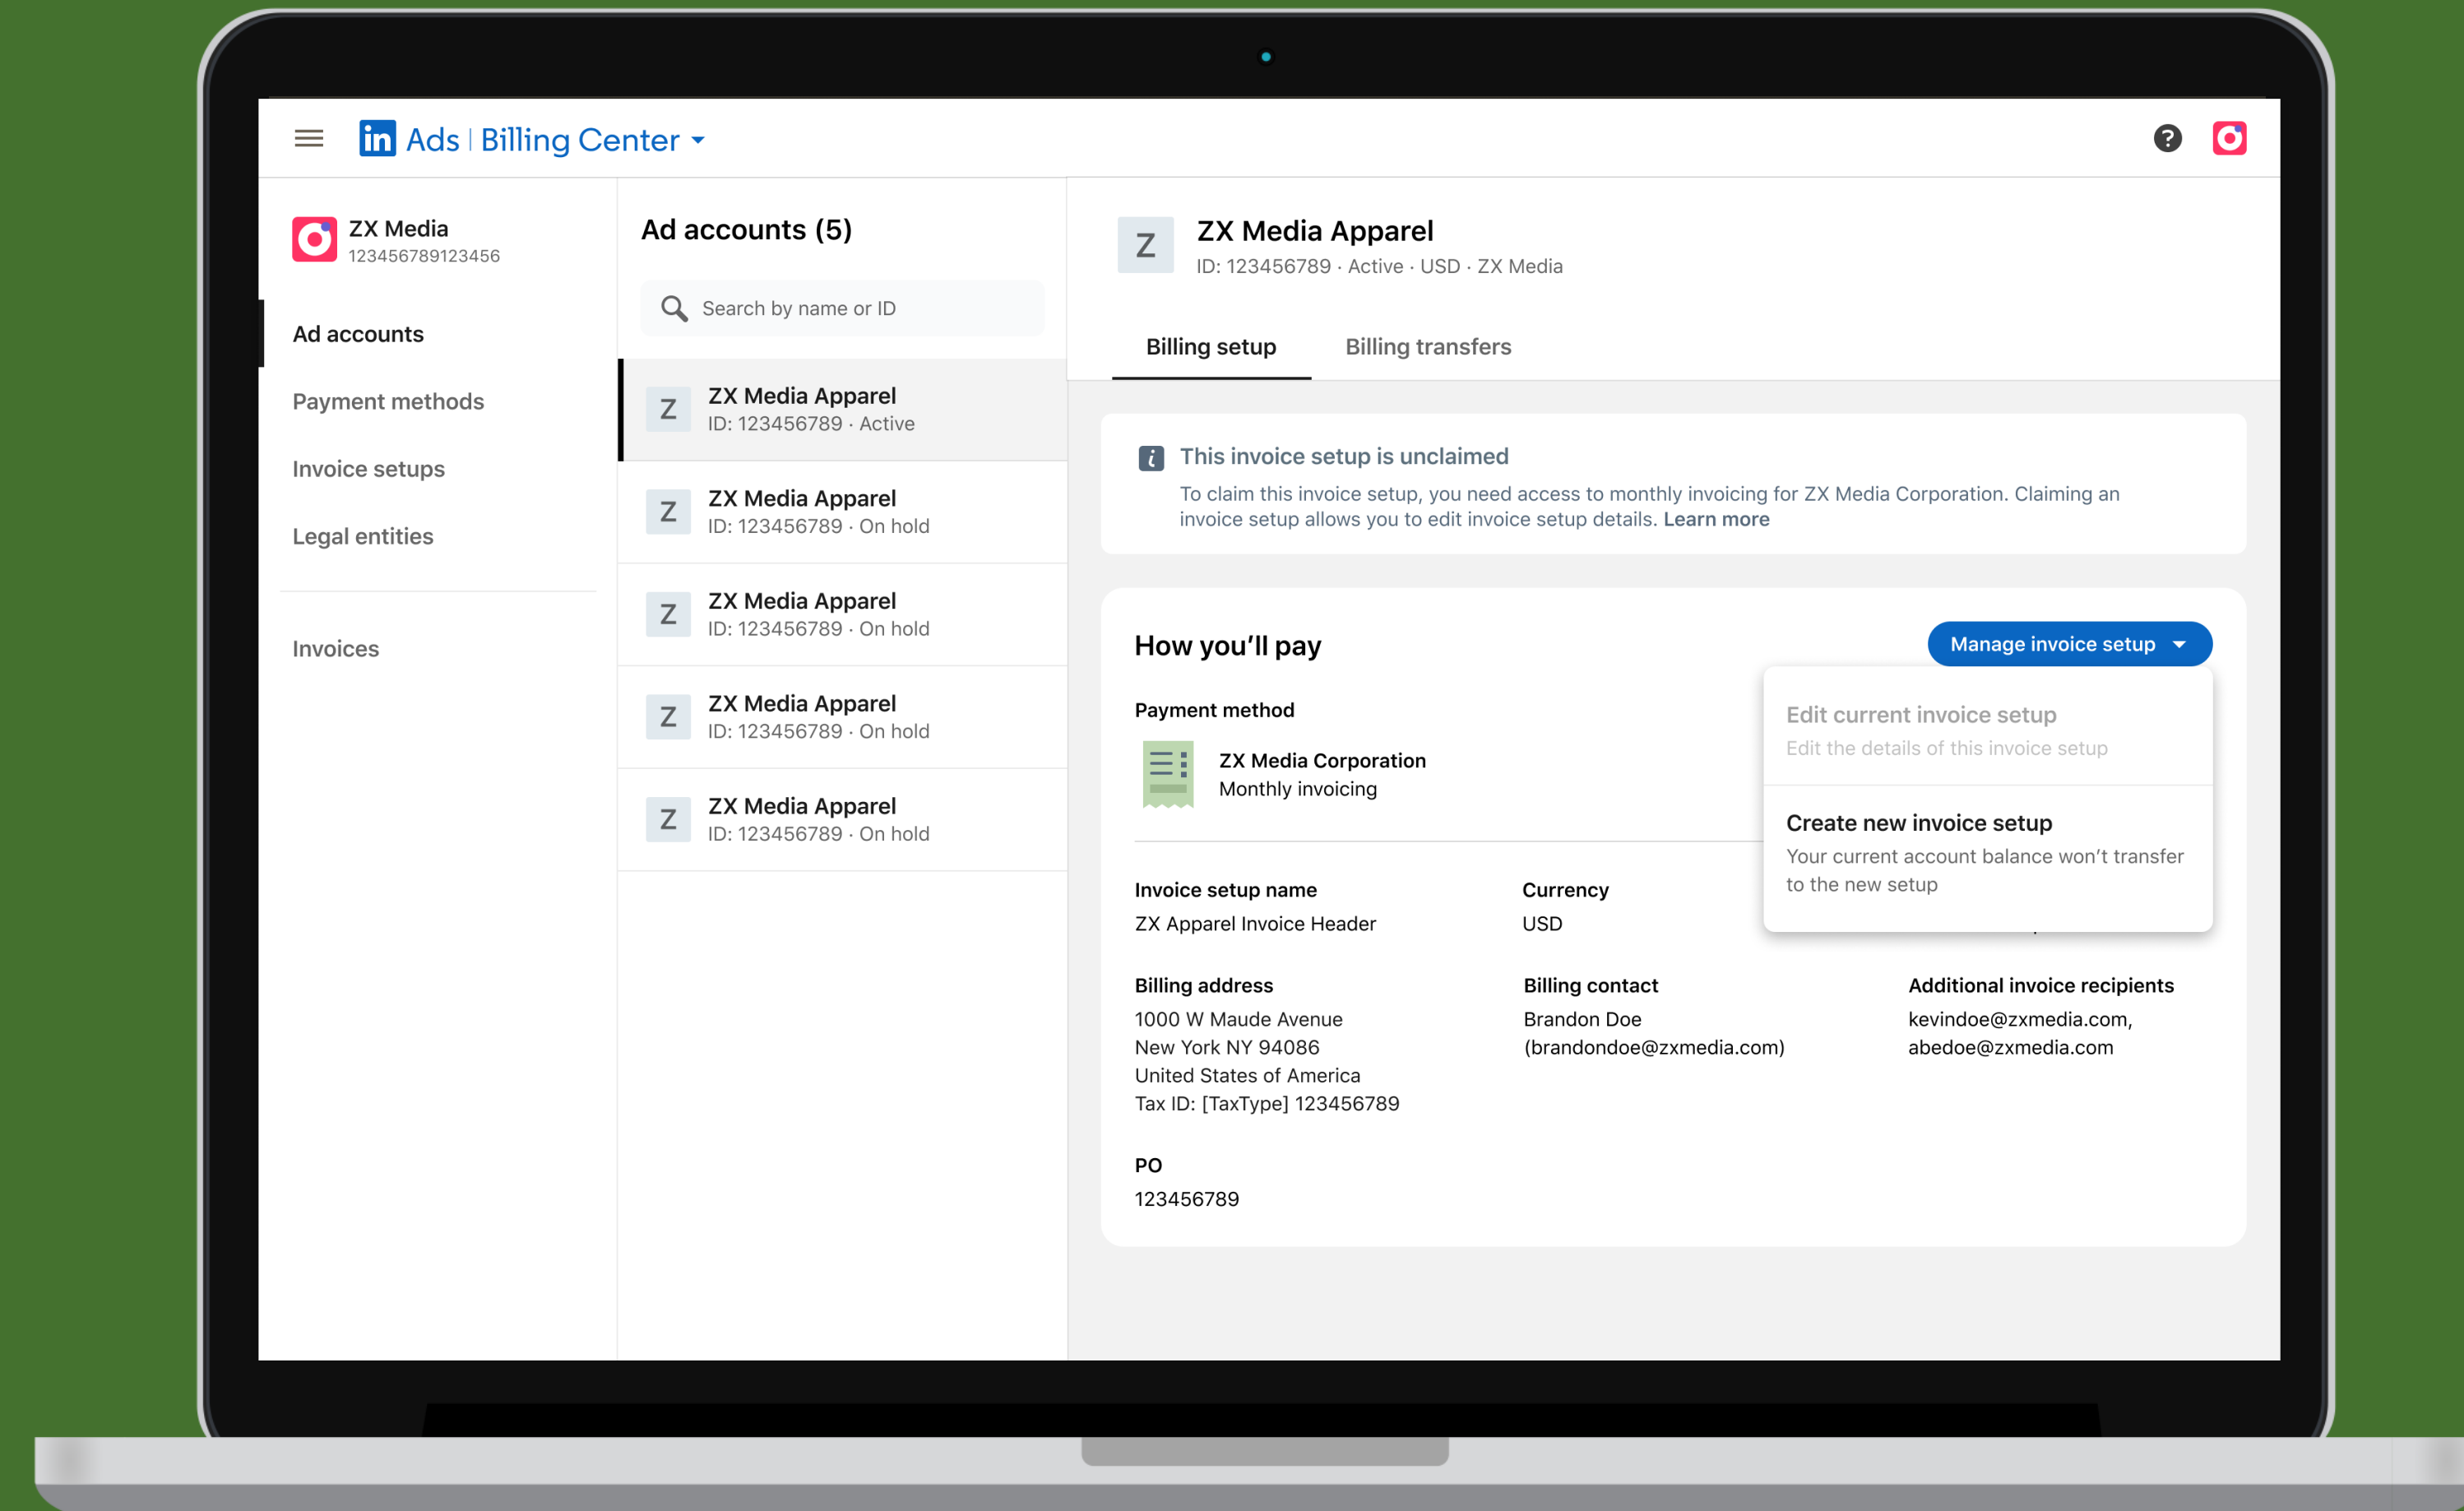 in Ads | Billing Center
?
ZX Media
123456789123456
Ad accounts
Payment methods
Invoice setups
Legal entities
Invoices
Ad accounts (5)
Search by name or ID
Z
ZX Media Apparel
ID: 123456789 · Active
Z
ZX Media Apparel
ID: 123456789 · On hold
Z
ZX Media Apparel
ID: 123456789 · On hold
Z
ZX Media Apparel
ID: 123456789 · On hold
Z
ZX Media Apparel
ID: 123456789 · On hold
Z
ZX Media Apparel
ID: 123456789 · Active · USD · ZX Media
Billing setup
Billing transfers
i
This invoice setup is unclaimed
To claim this invoice setup, you need access to monthly invoicing for ZX Media Corporation. Claiming an
invoice setup allows you to edit invoice setup details. Learn more
How you’ll pay
Manage invoice setup
Edit current invoice setup
Edit the details of this invoice setup
Create new invoice setup
Your current account balance won’t transfer
to the new setup
Payment method
ZX Media Corporation
Monthly invoicing
Invoice setup name
ZX Apparel Invoice Header
Currency
USD
Billing address
1000 W Maude Avenue
New York NY 94086
United States of America
Tax ID: [TaxType] 123456789
Billing contact
Brandon Doe
(brandondoe@zxmedia.com)
Additional invoice recipients
kevindoe@zxmedia.com,
abedoe@zxmedia.com
PO
123456789